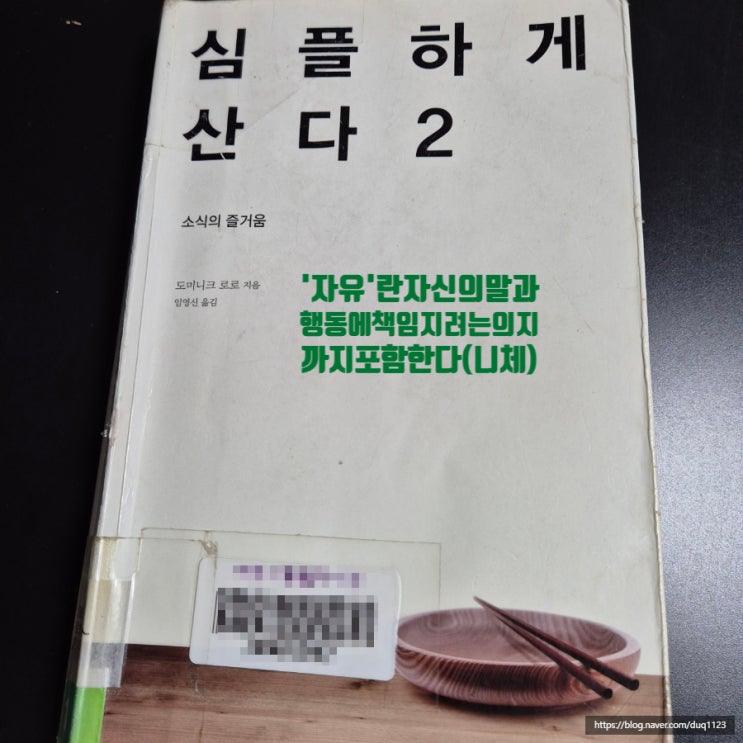 심플하게
산다2
소식의 즐거움
도미니크 로로 지음
임영신 옮김
'자유'란자신의말과
행동에책임지려는의지
까지포함한다(니체)
https://blog.naver.com/duq1123